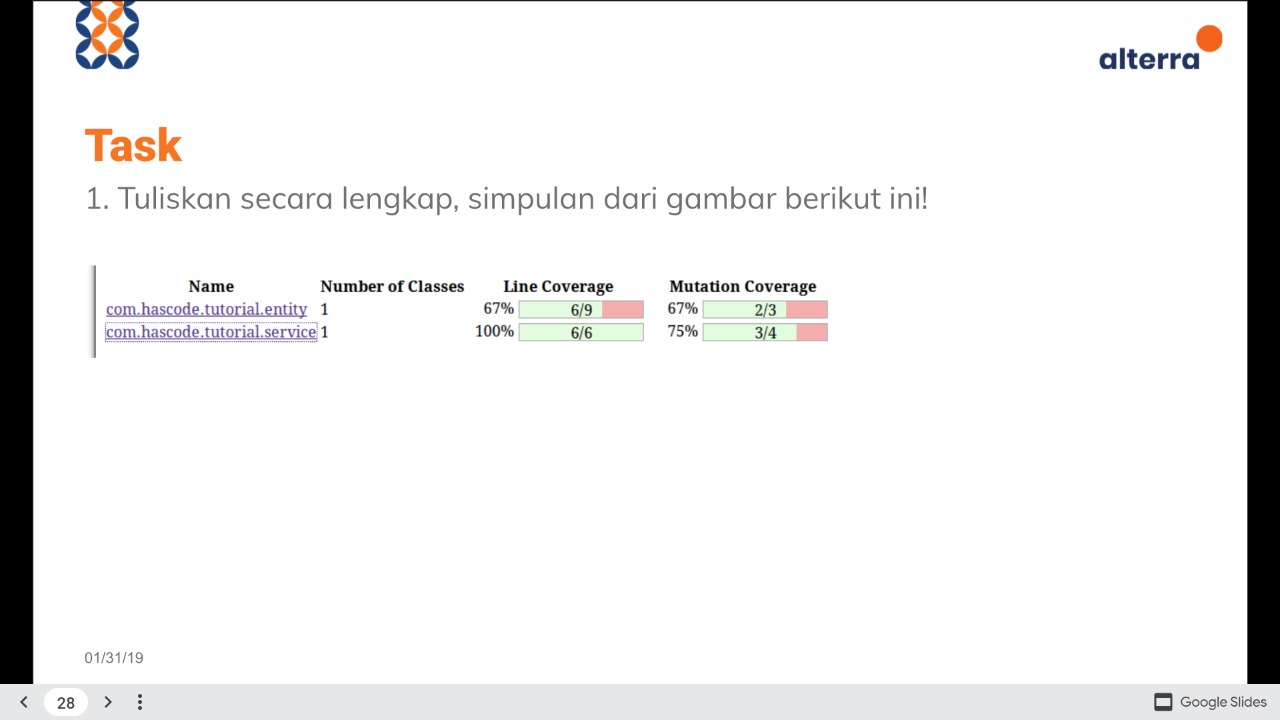 alterra
Task
1. Tuliskan secara lengkap, simpulan dari gambar berikut ini!
Name Number of Classes Line Coverage Mutation Coverage
com.hascode.tutorial.entity 1 67% 6/9 67% 2/3
com.hascode.tutorial.service 1 100% 6/6 75% 3/4
01/31/19
28 Google Slides